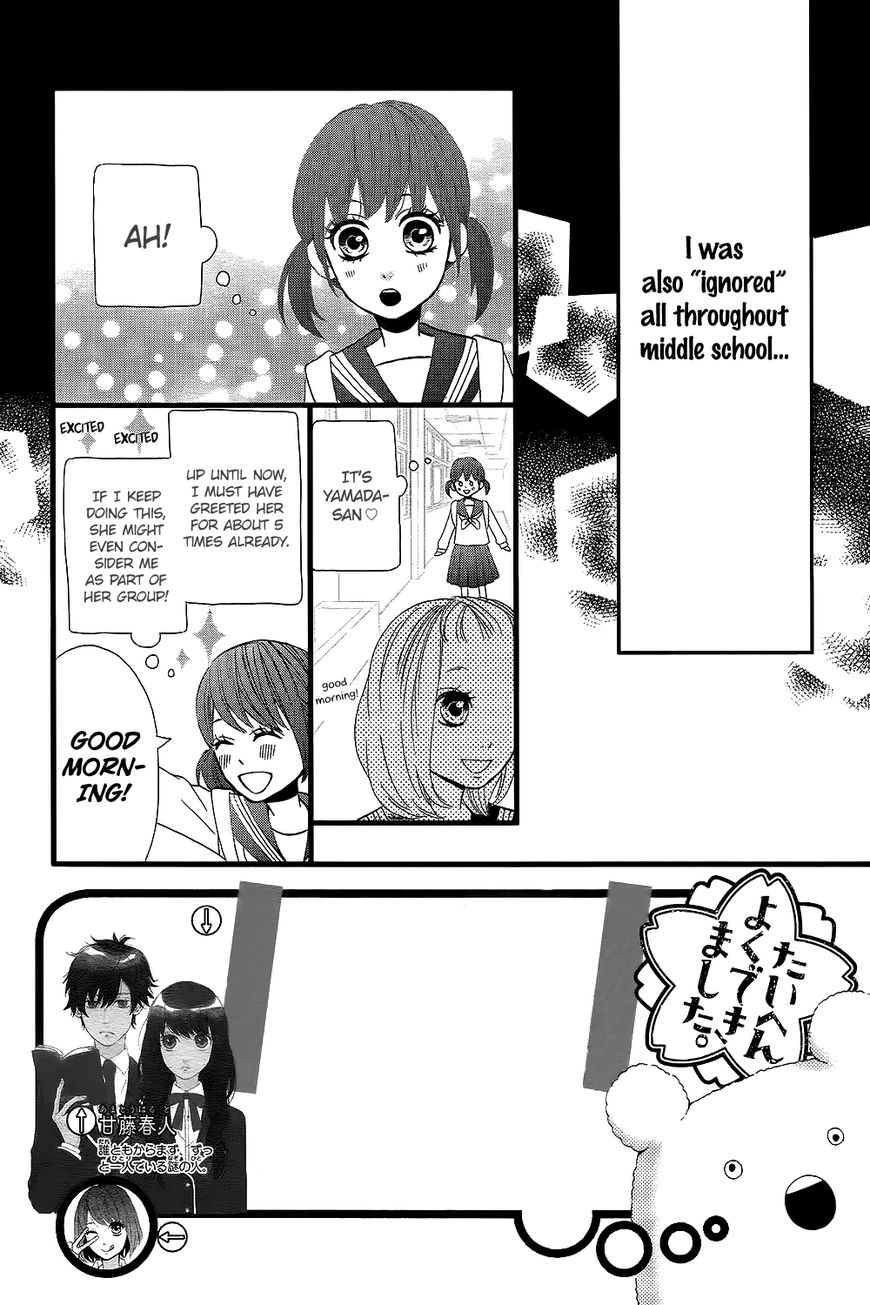 I was
also “ignored”
all throughout
middle school...
AH!
IT'S
YAMADA-
SAN♡
good
morning!
UP UNTIL NOW,
I MUST HAVE
GREETED HER
FOR ABOUT 5
TIMES ALREADY.
IF I KEEP
DOING THIS,
SHE MIGHT
EVEN CON-
SIDER ME
AS PART OF
HER GROUP!
EXCITED
EXCITED
GOOD
MORN-
ING!
たいへん
よくでき
ました。
甘藤春人
誰ともからまず、ずっ
と一人でいる謎の人。